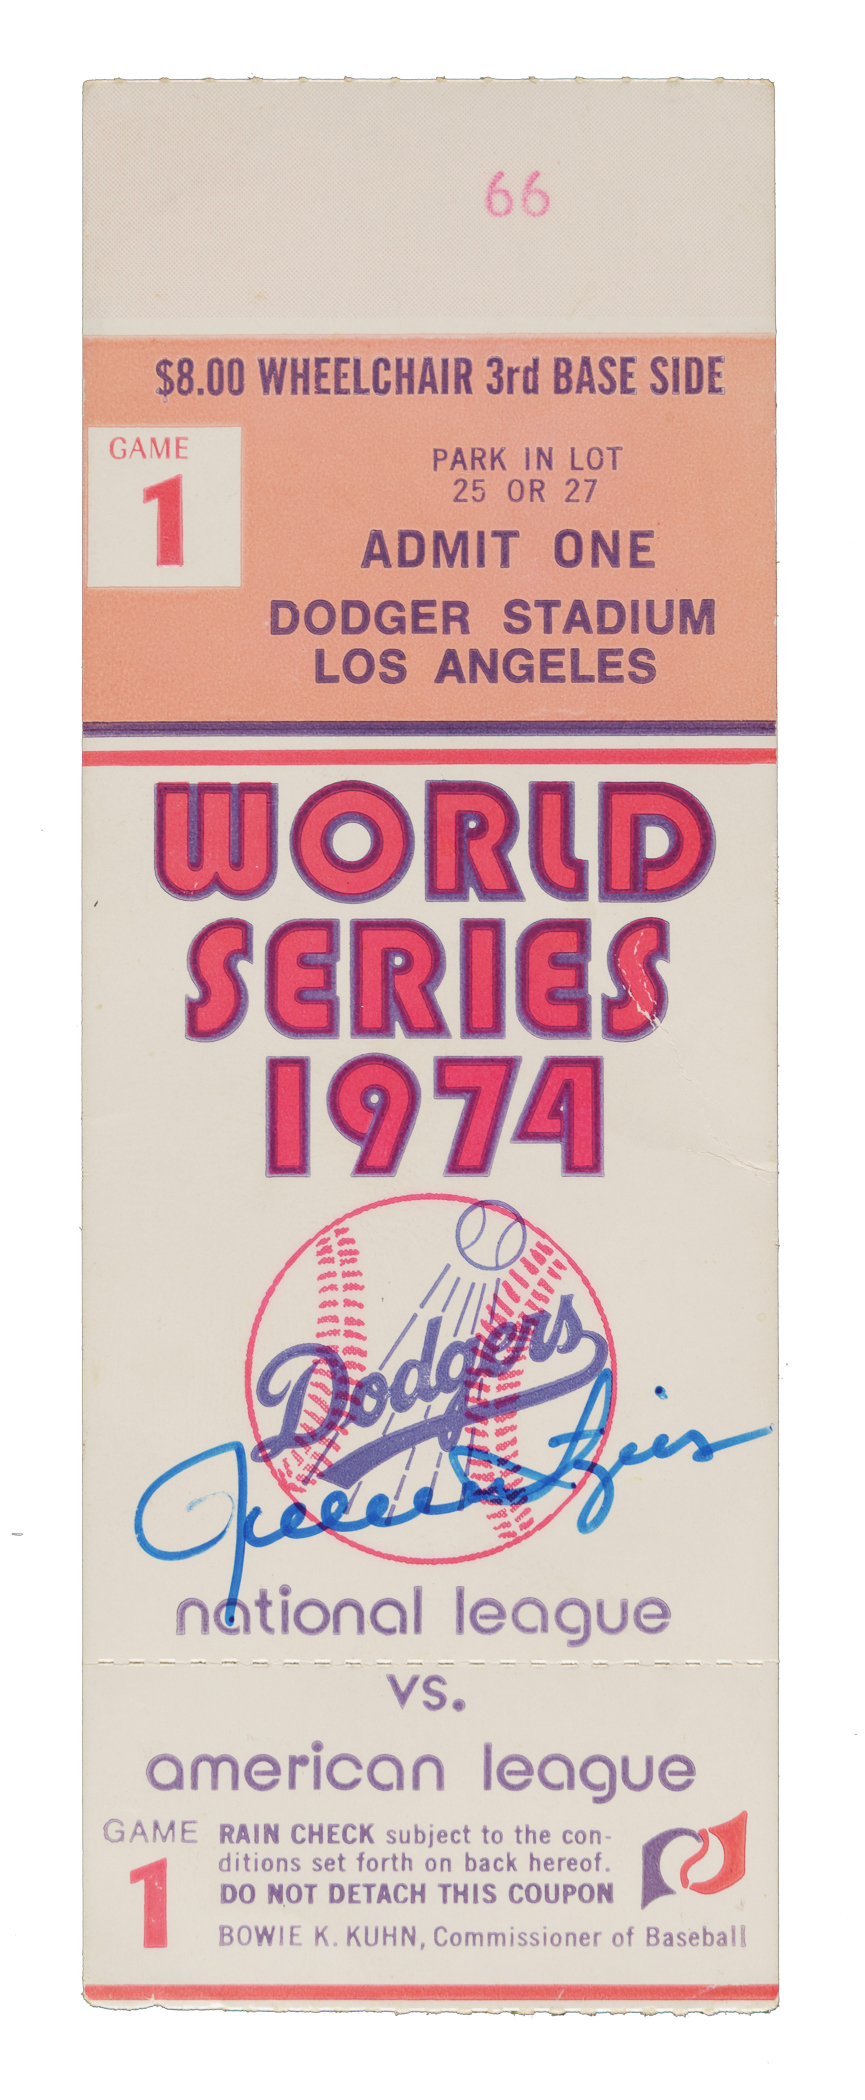 66
$8.00 WHEELCHAIR 3rd BASE SIDE
GAME
1
PARK IN LOT
25 OR 27
ADMIT ONE
DODGER STADIUM
LOS ANGELES
WORLD
SERIES
1974
Dodgers
national league
vs.
american league
GAME
1
RAIN CHECK subject to the con-
ditions set forth on back hereof.
DO NOT DETACH THIS COUPON
BOWIE K. KUHN, Commissioner of Baseball